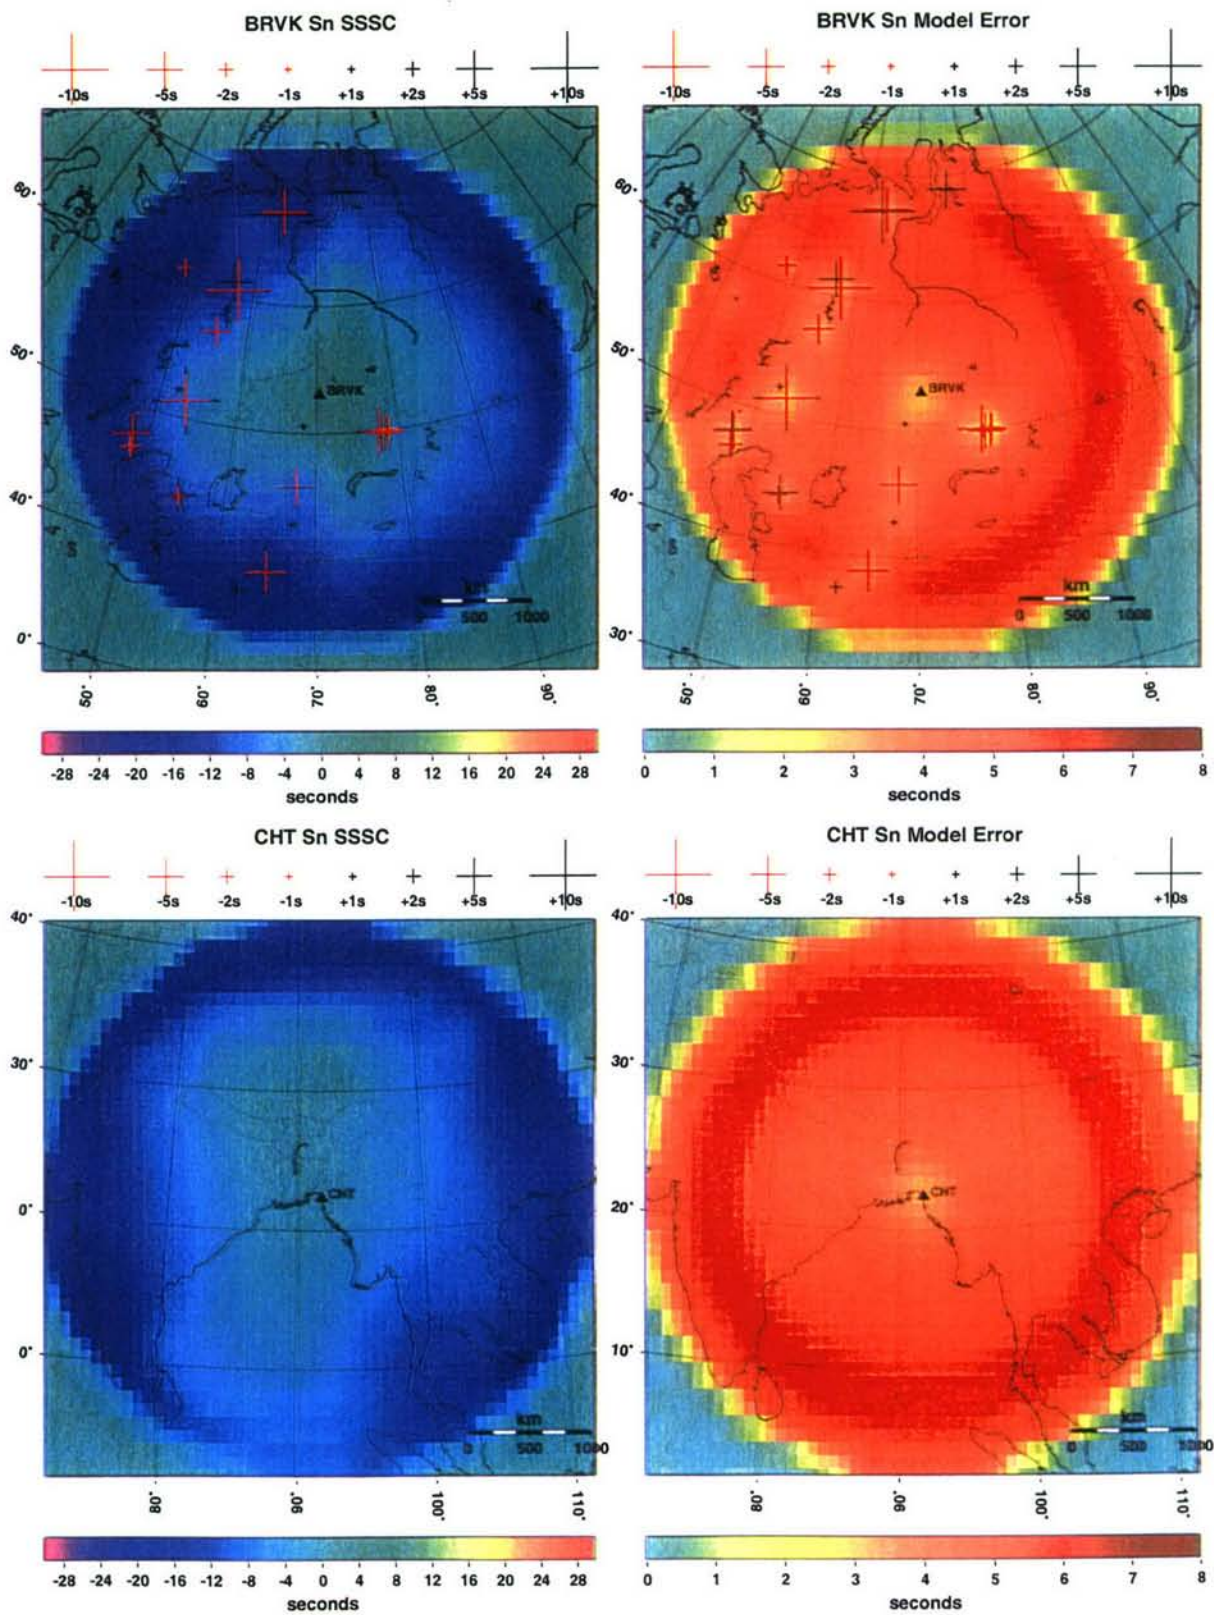 BRVK Sn SSSC
-10s -5s -2s -1s +1s +2s +5s +10s
60°
50°
40°
0°
BRVK
km
500 1000
50° 60° 70° 80° 90°
-28 -24 -20 -16 -12 -8 -4 0 4 8 12 16 20 24 28
seconds
BRVK Sn Model Error
-10s -5s -2s -1s +1s +2s +5s +10s
60°
50°
40°
30°
BRVK
km
0 500 1000
50° 60° 70° 80° 90°
0 1 2 3 4 5 6 7 8
seconds
CHT Sn SSSC
-10s -5s -2s -1s +1s +2s +5s +10s
40°
30°
0°
0°
CHT
km
0 500 1000
80° 90° 100° 110°
-28 -24 -20 -16 -12 -8 -4 0 4 8 12 16 20 24 28
seconds
CHT Sn Model Error
-10s -5s -2s -1s +1s +2s +5s +10s
40°
30°
20°
10°
CHT
km
0 500 1000
80° 90° 100° 110°
0 1 2 3 4 5 6 7 8
seconds